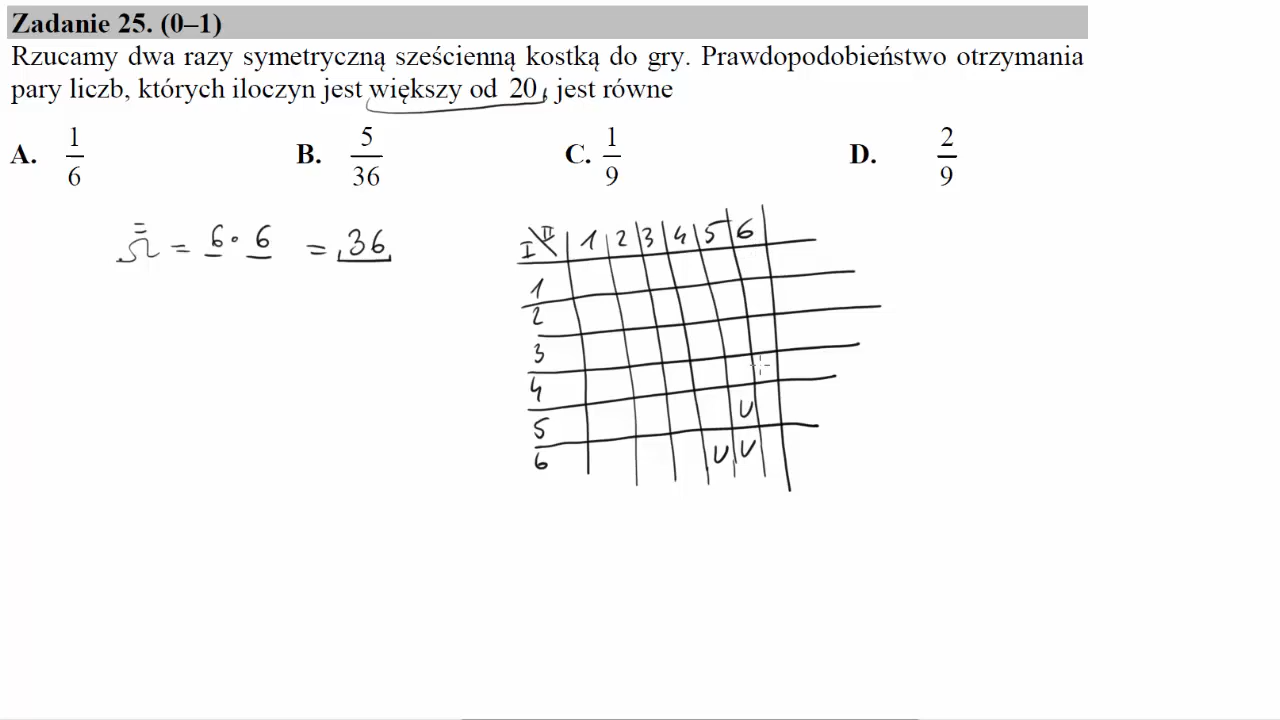 Zadanie 25. (0–1)
Rzucamy dwa razy symetryczną sześcienną kostką do gry. Prawdopodobieństwo otrzymania
pary liczb, których iloczyn jest większy od 20, jest równe
A. 1/6 B. 5/36 C. 1/9 D. 2/9
Ω = 6 · 6 = 36
I \ II 1 2 3 4 5 6
1
2
3
4
5 U
6 U U